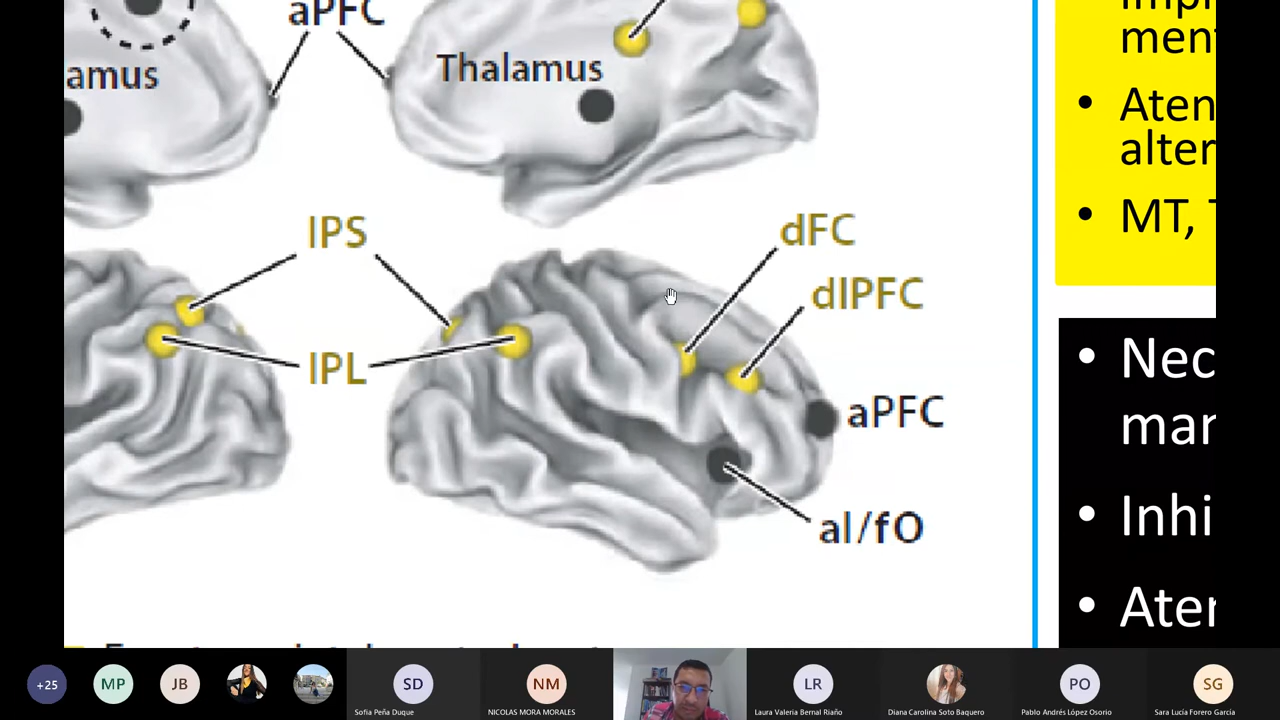 aPFC
amus
Thalamus
IPS
IPL
dFC
dlPFC
aPFC
aI/fO
men
• Aten
alter
• MT,
• Nec
mar
• Inhi
• Ater
+25
MP
JB
SD
Sofia Peña Duque
NM
NICOLAS MORA MORALES
LR
Laura Valeria Bernal Riaño
Diana Carolina Soto Baquero
PO
Pablo Andrés López Osorio
SG
Sara Lucía Forero García